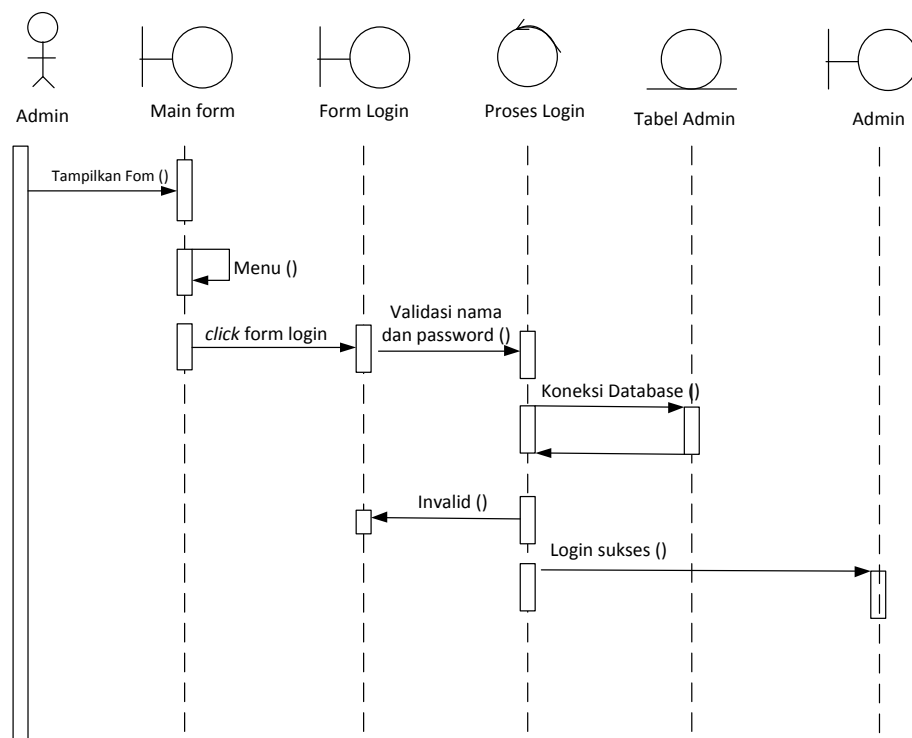 Admin
Main form
Form Login
Proses Login
Tabel Admin
Admin
Tampilkan Fom ()
Menu ()
click form login
Validasi nama
dan password ()
Koneksi Database ()
Invalid ()
Login sukses ()